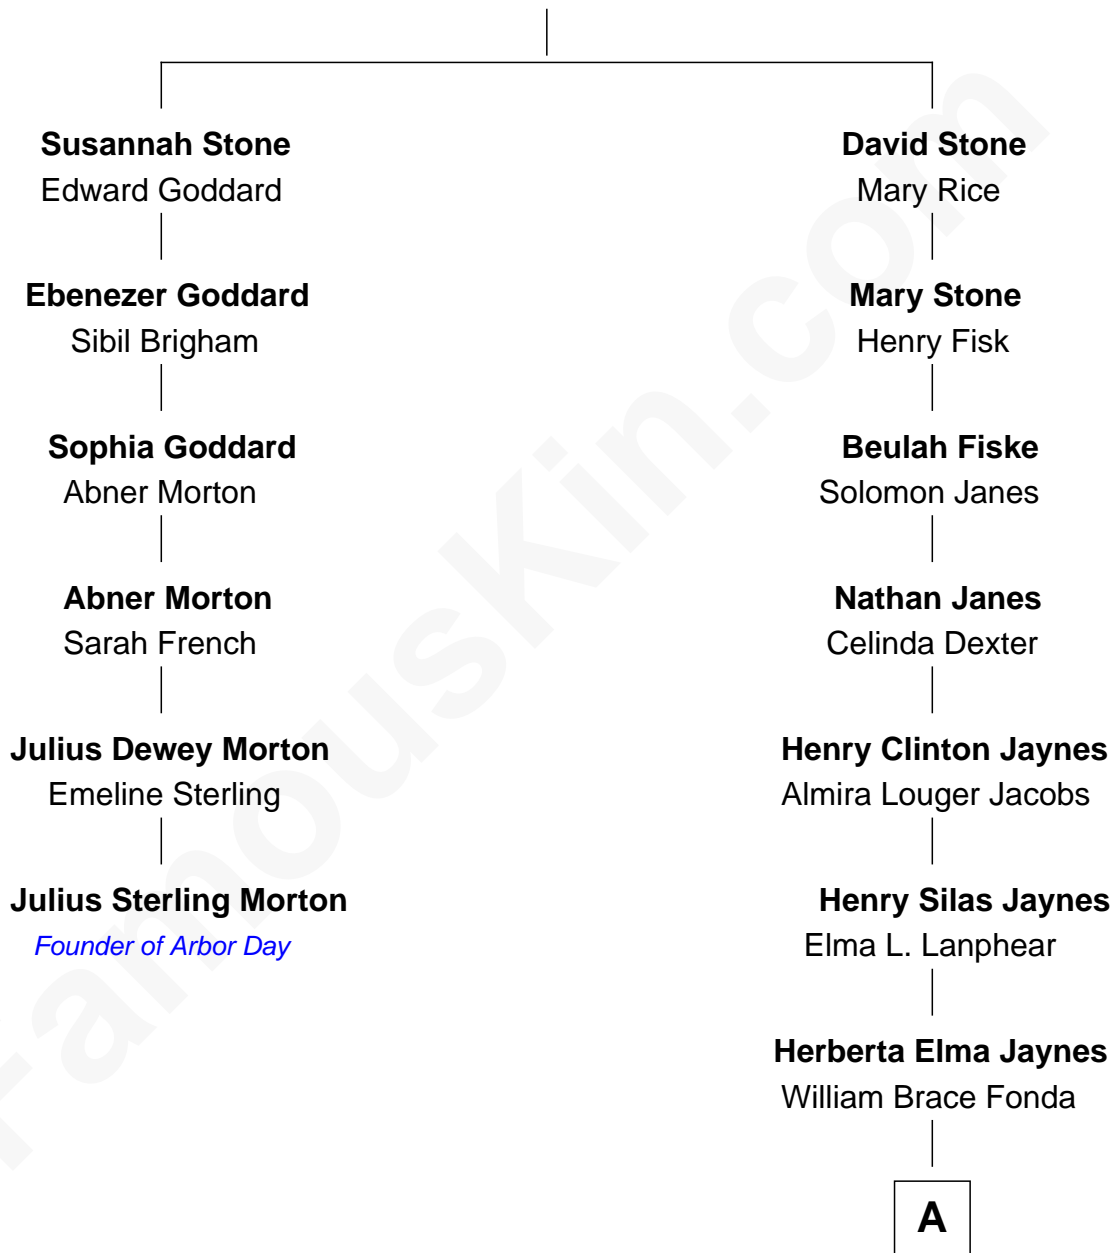 Susannah Stone
Edward Goddard
Ebenezer Goddard
Sibil Brigham
Sophia Goddard
Abner Morton
Abner Morton
Sarah French
Julius Dewey Morton
Emeline Sterling
Julius Sterling Morton
Founder of Arbor Day
David Stone
Mary Rice
Mary Stone
Henry Fisk
Beulah Fiske
Solomon Janes
Nathan Janes
Celinda Dexter
Henry Clinton Jaynes
Almira Louger Jacobs
Henry Silas Jaynes
Elma L. Lanphear
Herberta Elma Jaynes
William Brace Fonda
A
FamousKin.com